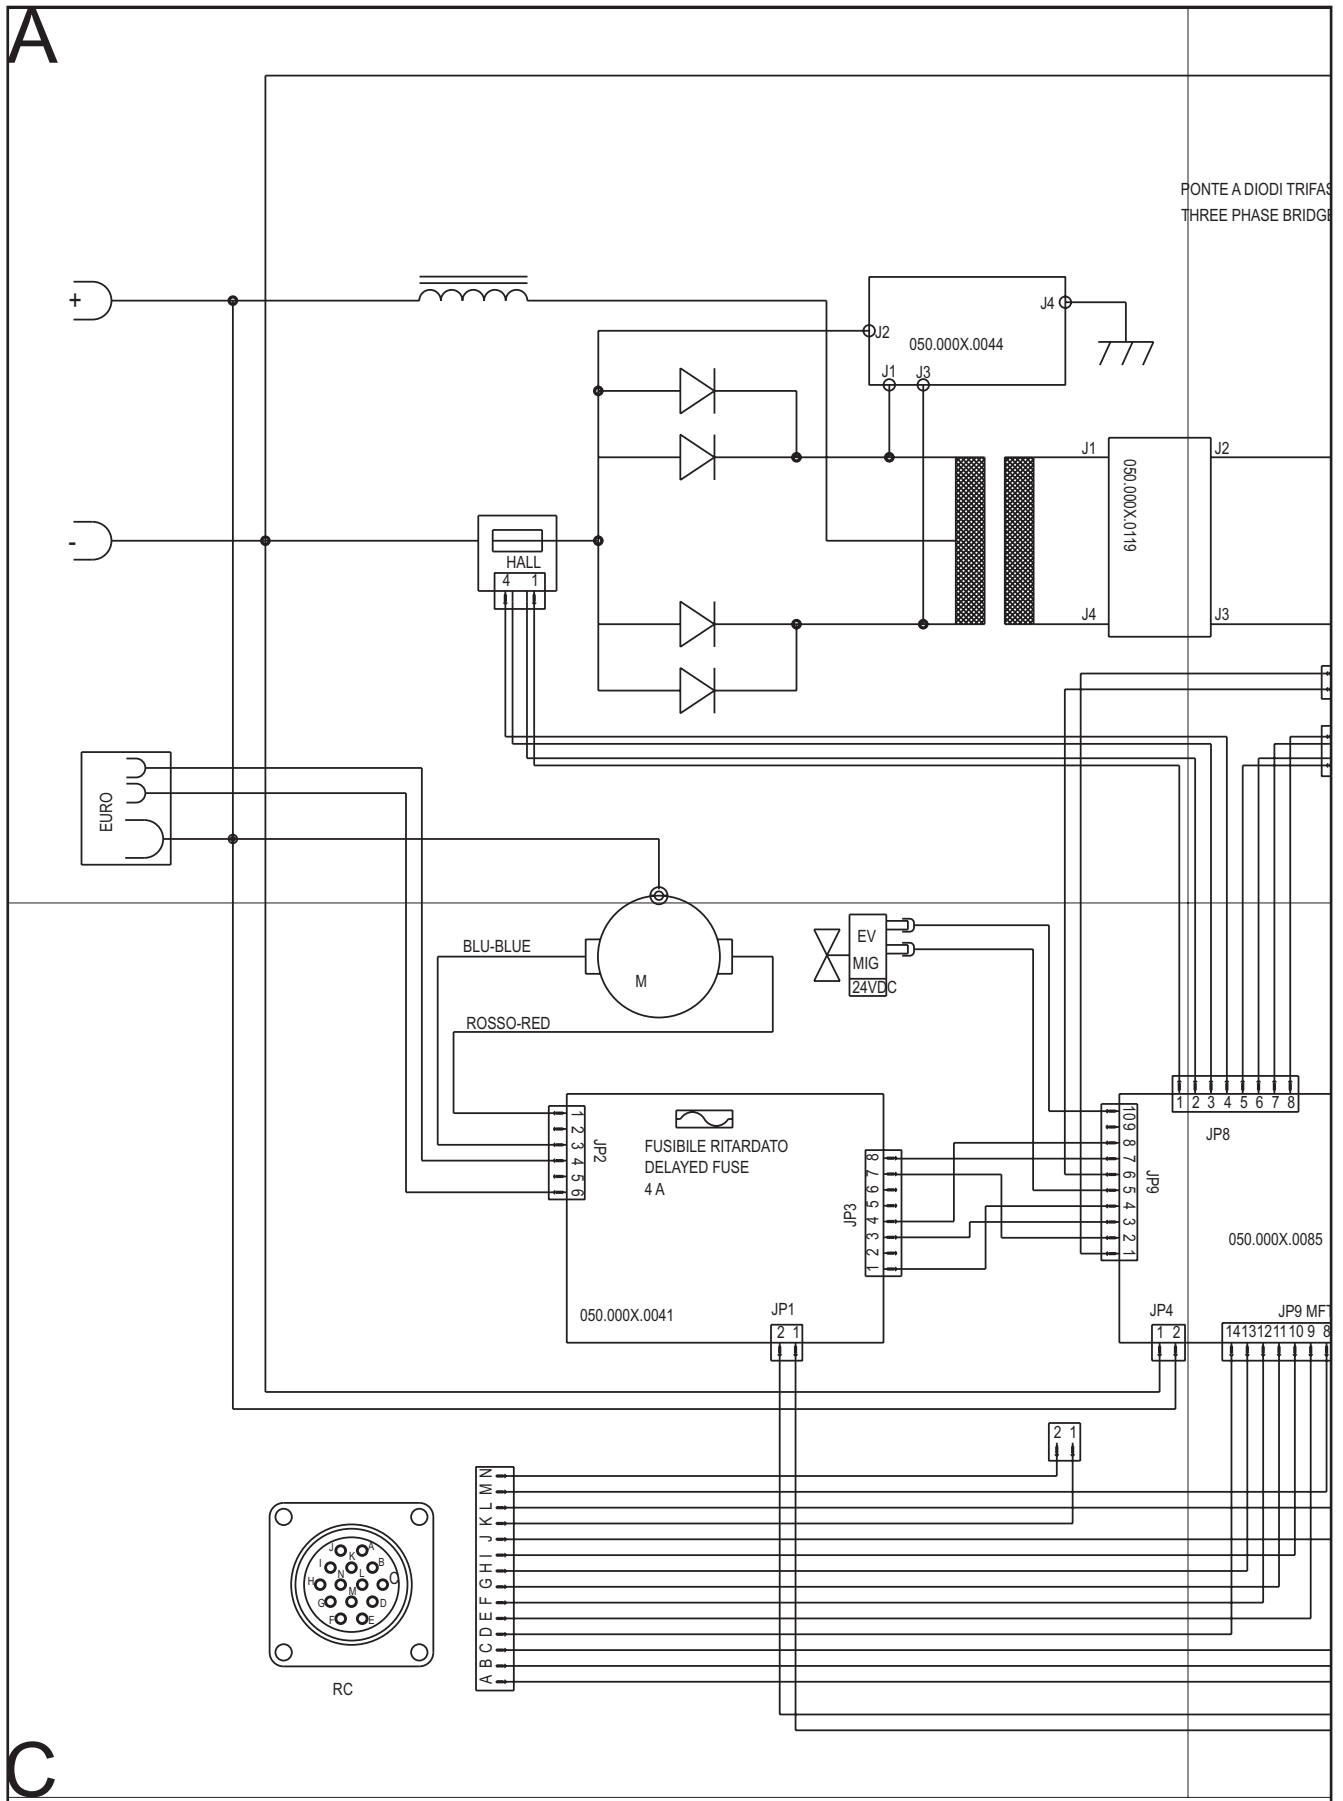 A
PONTE A DIODI TRIFAS
THREE PHASE BRIDGE
+
J4
J2
050.000X.0044
J1 J3
J1
J2
050.000X.0119
-
HALL
4 1
J4
J3
EURO
BLU-BLUE
EV
MIG
24VDC
M
ROSSO-RED
1 2 3 4 5 6 7 8
JP8
1 2 3 4 5 6
JP2
FUSIBILE RITARDATO
DELAYED FUSE
4 A
8 7 6 5 4 3 2 1
JP3
10 9 8 7 6 5 4 3 2 1
JP9
050.000X.0085
050.000X.0041
JP1
2 1
JP4
1 2
JP9 MFT
14 13 12 11 10 9 8
2 1
N
M
L
K
J
I
H
G
F
E
D
C
B
A
J A
I K B
H N L C
G M D
F E
RC
C